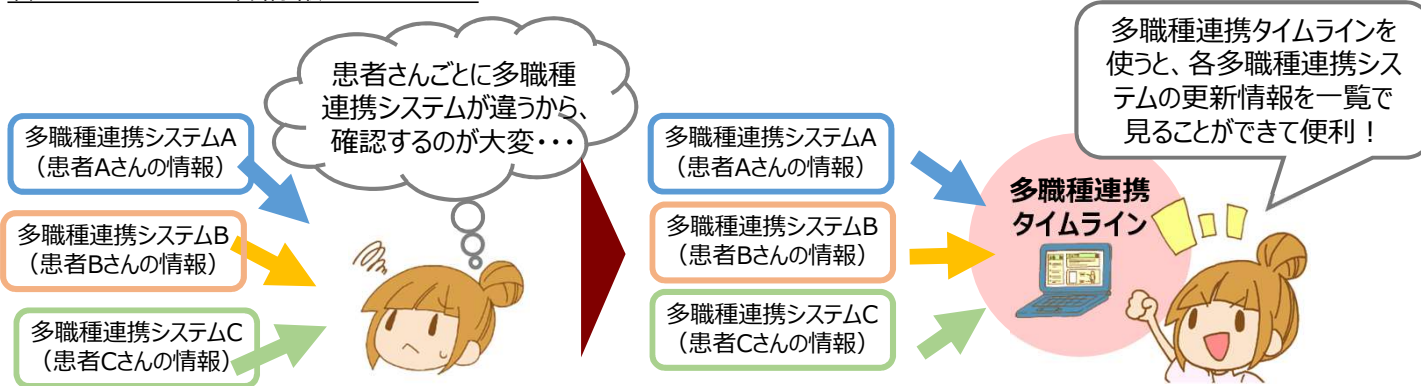 患者さんごとに多職種
連携システムが違うから、
確認するのが大変・・・
多職種連携システムA
（患者Aさんの情報）
多職種連携システムB
（患者Bさんの情報）
多職種連携システムC
（患者Cさんの情報）
多職種連携システムA
（患者Aさんの情報）
多職種連携システムB
（患者Bさんの情報）
多職種連携システムC
（患者Cさんの情報）
多職種連携
タイムライン
多職種連携タイムラインを
使うと、各多職種連携シス
テムの更新情報を一覧で
見ることができて便利！